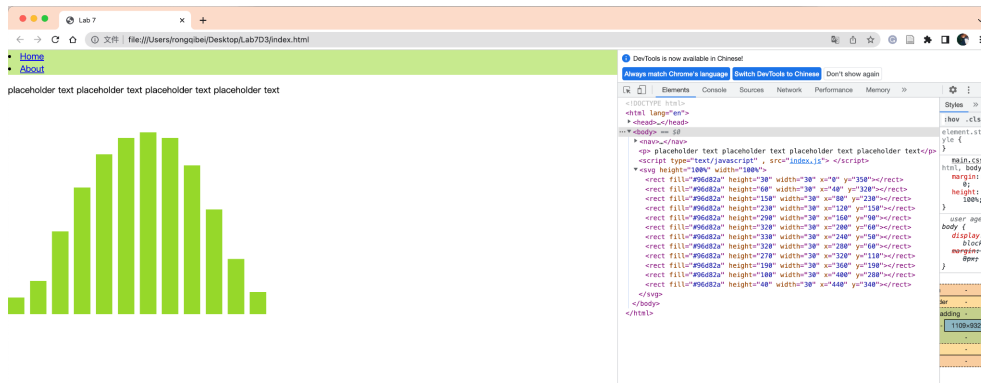 Lab 7
文件 file:///Users/rongqibei/Desktop/Lab7D3/index.html
Home
About
placeholder text placeholder text placeholder text placeholder text
DevTools is now available in Chinese!
Always match Chrome's language Switch DevTools to Chinese Don't show again
Elements Console Sources Network Performance Memory »
<!DOCTYPE html>
<html lang="en">
<head>…</head>
<body> == $0
<nav>…</nav>
<p> placeholder text placeholder text placeholder text placeholder text</p>
<script type="text/javascript" , src="index.js"> </script>
<svg height="100%" width="100%">
<rect fill="#96d82a" height="30" width="30" x="0" y="350"></rect>
<rect fill="#96d82a" height="60" width="30" x="40" y="320"></rect>
<rect fill="#96d82a" height="150" width="30" x="80" y="230"></rect>
<rect fill="#96d82a" height="230" width="30" x="120" y="150"></rect>
<rect fill="#96d82a" height="290" width="30" x="160" y="90"></rect>
<rect fill="#96d82a" height="320" width="30" x="200" y="60"></rect>
<rect fill="#96d82a" height="330" width="30" x="240" y="50"></rect>
<rect fill="#96d82a" height="320" width="30" x="280" y="60"></rect>
<rect fill="#96d82a" height="270" width="30" x="320" y="110"></rect>
<rect fill="#96d82a" height="190" width="30" x="360" y="190"></rect>
<rect fill="#96d82a" height="100" width="30" x="400" y="280"></rect>
<rect fill="#96d82a" height="40" width="30" x="440" y="340"></rect>
</svg>
</body>
</html>
Styles »
:hov .cls
element.st
yle {
}
main.css
html, body
margin:
0;
height:
100%;
}
user age
body {
display
block
margin:
8px;
}
der -
adding -
1109×932